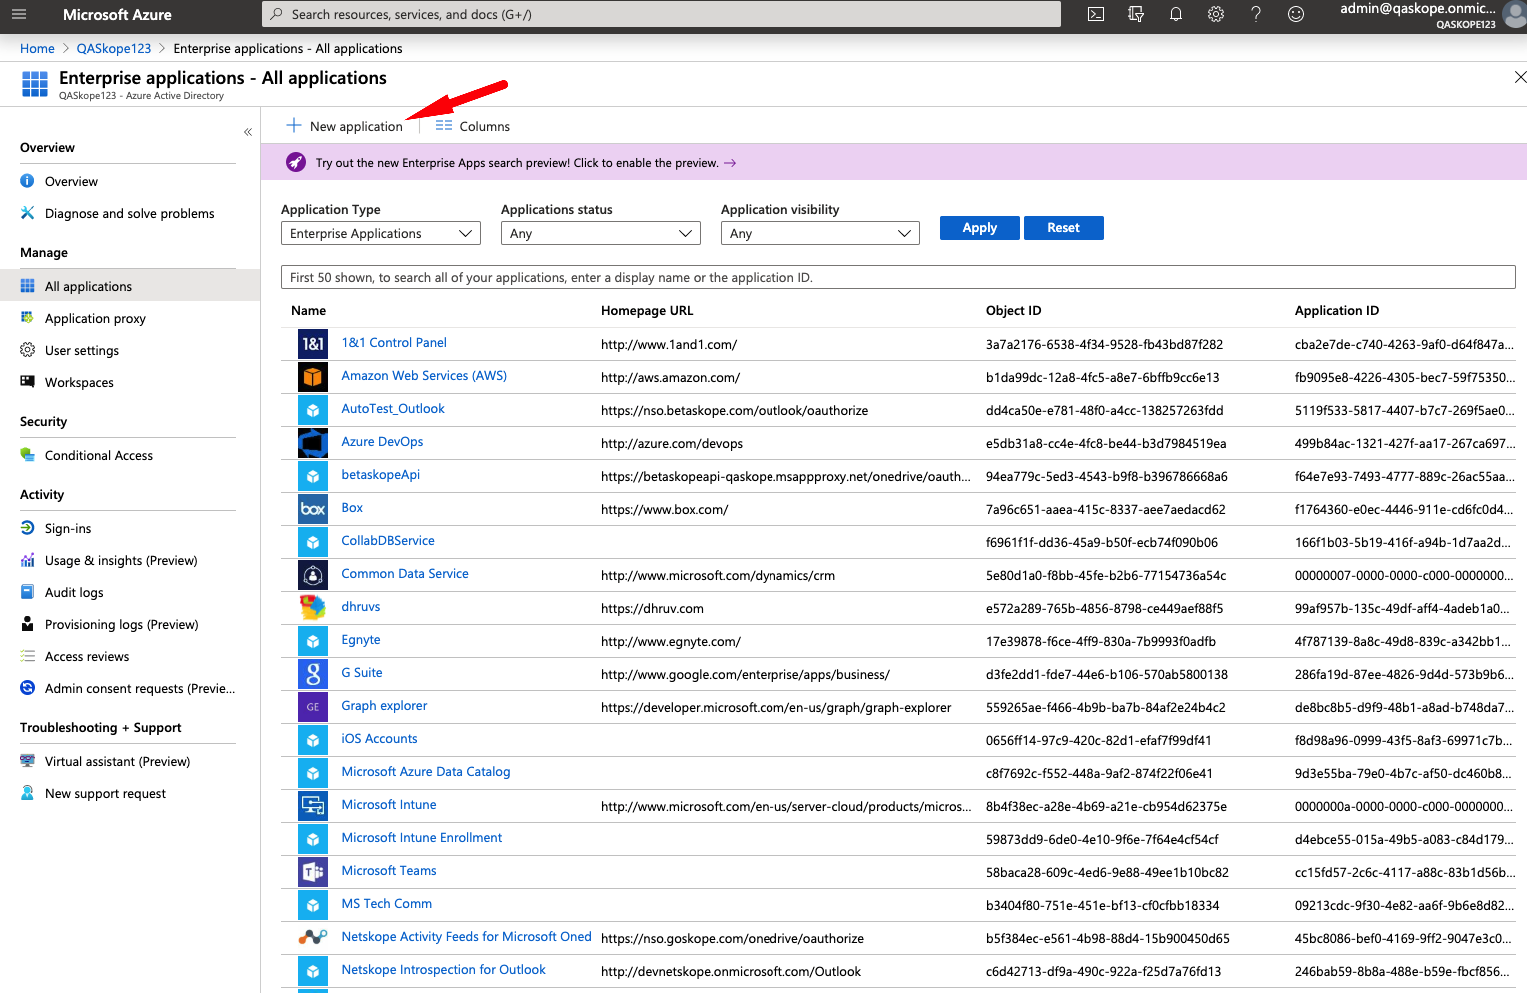 Microsoft Azure
Search resources, services, and docs (G+/)
admin@qaskope.onmic...
QASKOPE123
Home > QASkope123 > Enterprise applications - All applications
Enterprise applications - All applications
QASkope123 - Azure Active Directory
Overview
Overview
Diagnose and solve problems
Manage
All applications
Application proxy
User settings
Workspaces
Security
Conditional Access
Activity
Sign-ins
Usage & insights (Preview)
Audit logs
Provisioning logs (Preview)
Access reviews
Admin consent requests (Previe...
Troubleshooting + Support
Virtual assistant (Preview)
New support request
New application Columns
Try out the new Enterprise Apps search preview! Click to enable the preview. →
Application Type Applications status Application visibility
Enterprise Applications Any Any Apply Reset
First 50 shown, to search all of your applications, enter a display name or the application ID.
Name Homepage URL Object ID Application ID
1&1 1&1 Control Panel http://www.1and1.com/ 3a7a2176-6538-4f34-9528-fb43bd87f282 cba2e7de-c740-4263-9af0-d64f847a...
Amazon Web Services (AWS) http://aws.amazon.com/ b1da99dc-12a8-4fc5-a8e7-6bffb9cc6e13 fb9095e8-4226-4305-bec7-59f75350...
AutoTest_Outlook https://nso.betaskope.com/outlook/oauthorize dd4ca50e-e781-48f0-a4cc-138257263fdd 5119f533-5817-4407-b7c7-269f5ae0...
Azure DevOps http://azure.com/devops e5db31a8-cc4e-4fc8-be44-b3d7984519ea 499b84ac-1321-427f-aa17-267ca697...
betaskopeApi https://betaskopeapi-qaskope.msappproxy.net/onedrive/oauth... 94ea779c-5ed3-4543-b9f8-b396786668a6 f64e7e93-7493-4777-889c-26ac55aa...
box Box https://www.box.com/ 7a96c651-aaea-415c-8337-aee7aedacd62 f1764360-e0ec-4446-911e-cd6fc0d4...
CollabDBService f6961f1f-dd36-45a9-b50f-ecb74f090b06 166f1b03-5b19-416f-a94b-1d7aa2d...
Common Data Service http://www.microsoft.com/dynamics/crm 5e80d1a0-f8bb-45fe-b2b6-77154736a54c 00000007-0000-0000-c000-0000000...
dhruvs https://dhruv.com e572a289-765b-4856-8798-ce449aef88f5 99af957b-135c-49df-aff4-4adeb1a0...
Egnyte http://www.egnyte.com/ 17e39878-f6ce-4ff9-830a-7b9993f0adfb 4f787139-8a8c-49d8-839c-a342bb1...
G Suite http://www.google.com/enterprise/apps/business/ d3fe2dd1-fde7-44e6-b106-570ab5800138 286fa19d-87ee-4826-9d4d-573b9b6...
GE Graph explorer https://developer.microsoft.com/en-us/graph/graph-explorer 559265ae-f466-4b9b-ba7b-84af2e24b4c2 de8bc8b5-d9f9-48b1-a8ad-b748da7...
iOS Accounts 0656ff14-97c9-420c-82d1-efaf7f99df41 f8d98a96-0999-43f5-8af3-69971c7b...
Microsoft Azure Data Catalog c8f7692c-f552-448a-9af2-874f22f06e41 9d3e55ba-79e0-4b7c-af50-dc460b8...
Microsoft Intune http://www.microsoft.com/en-us/server-cloud/products/micros... 8b4f38ec-a28e-4b69-a21e-cb954d62375e 0000000a-0000-0000-c000-0000000...
Microsoft Intune Enrollment 59873dd9-6de0-4e10-9f6e-7f64e4cf54cf d4ebce55-015a-49b5-a083-c84d179...
Microsoft Teams 58baca28-609c-4ed6-9e88-49ee1b10bc82 cc15fd57-2c6c-4117-a88c-83b1d56b...
MS Tech Comm b3404f80-751e-451e-bf13-cf0cfbb18334 09213cdc-9f30-4e82-aa6f-9b6e8d82...
Netskope Activity Feeds for Microsoft Oned https://nso.goskope.com/onedrive/oauthorize b5f384ec-e561-4b98-88d4-15b900450d65 45bc8086-bef0-4169-9ff2-9047e3c0...
Netskope Introspection for Outlook http://devnetskope.onmicrosoft.com/Outlook c6d42713-df9a-490c-922a-f25d7a76fd13 246bab59-8b8a-488e-b59e-fbcf856...